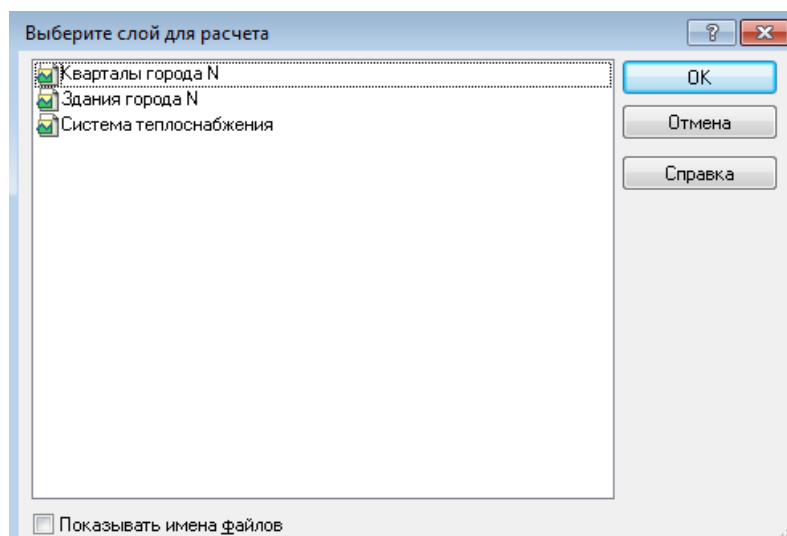 Выберите слой для расчета
Кварталы города N
Здания города N
Система теплоснабжения
OK
Отмена
Справка
Показывать имена файлов